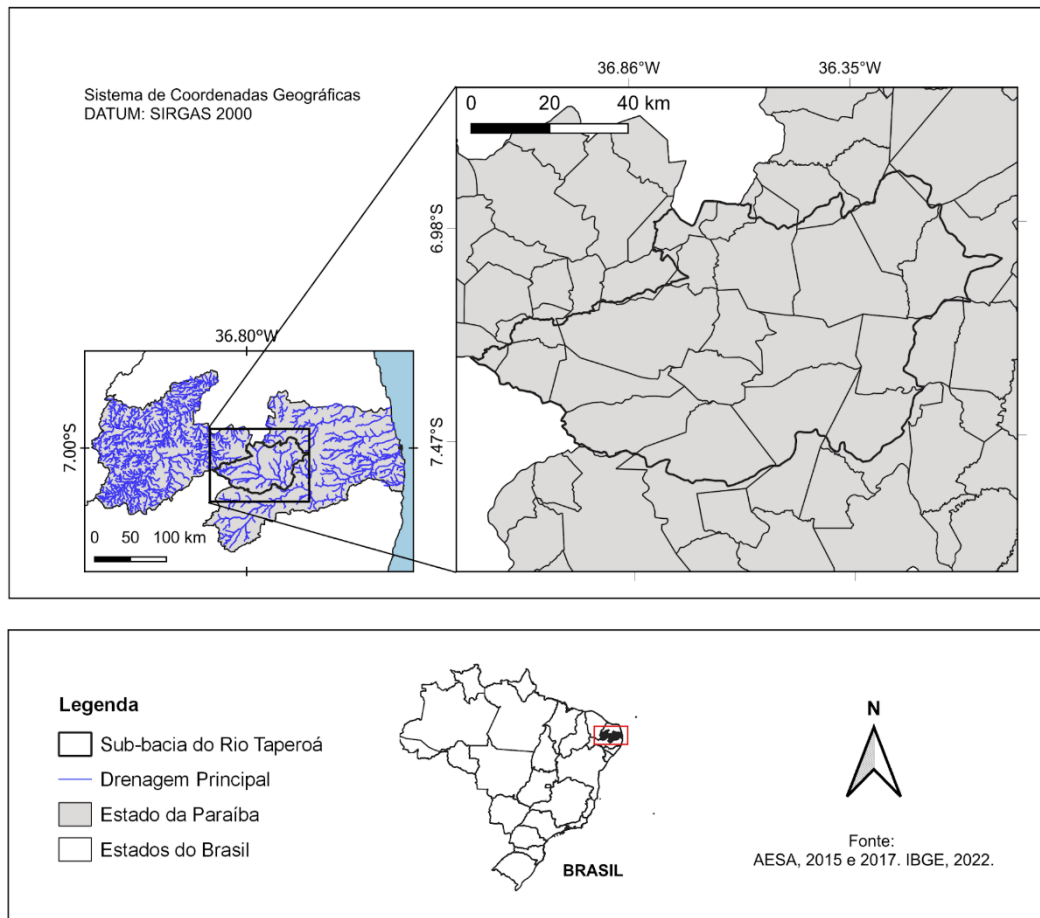 Sistema de Coordenadas Geográficas
DATUM: SIRGAS 2000
36.86°W
36.35°W
0 20 40 km
6.98°S
7.47°S
36.80°W
7.00°S
0 50 100 km
Legenda
Sub-bacia do Rio Taperoá
Drenagem Principal
Estado da Paraíba
Estados do Brasil
BRASIL
N
Fonte:
AESA, 2015 e 2017. IBGE, 2022.